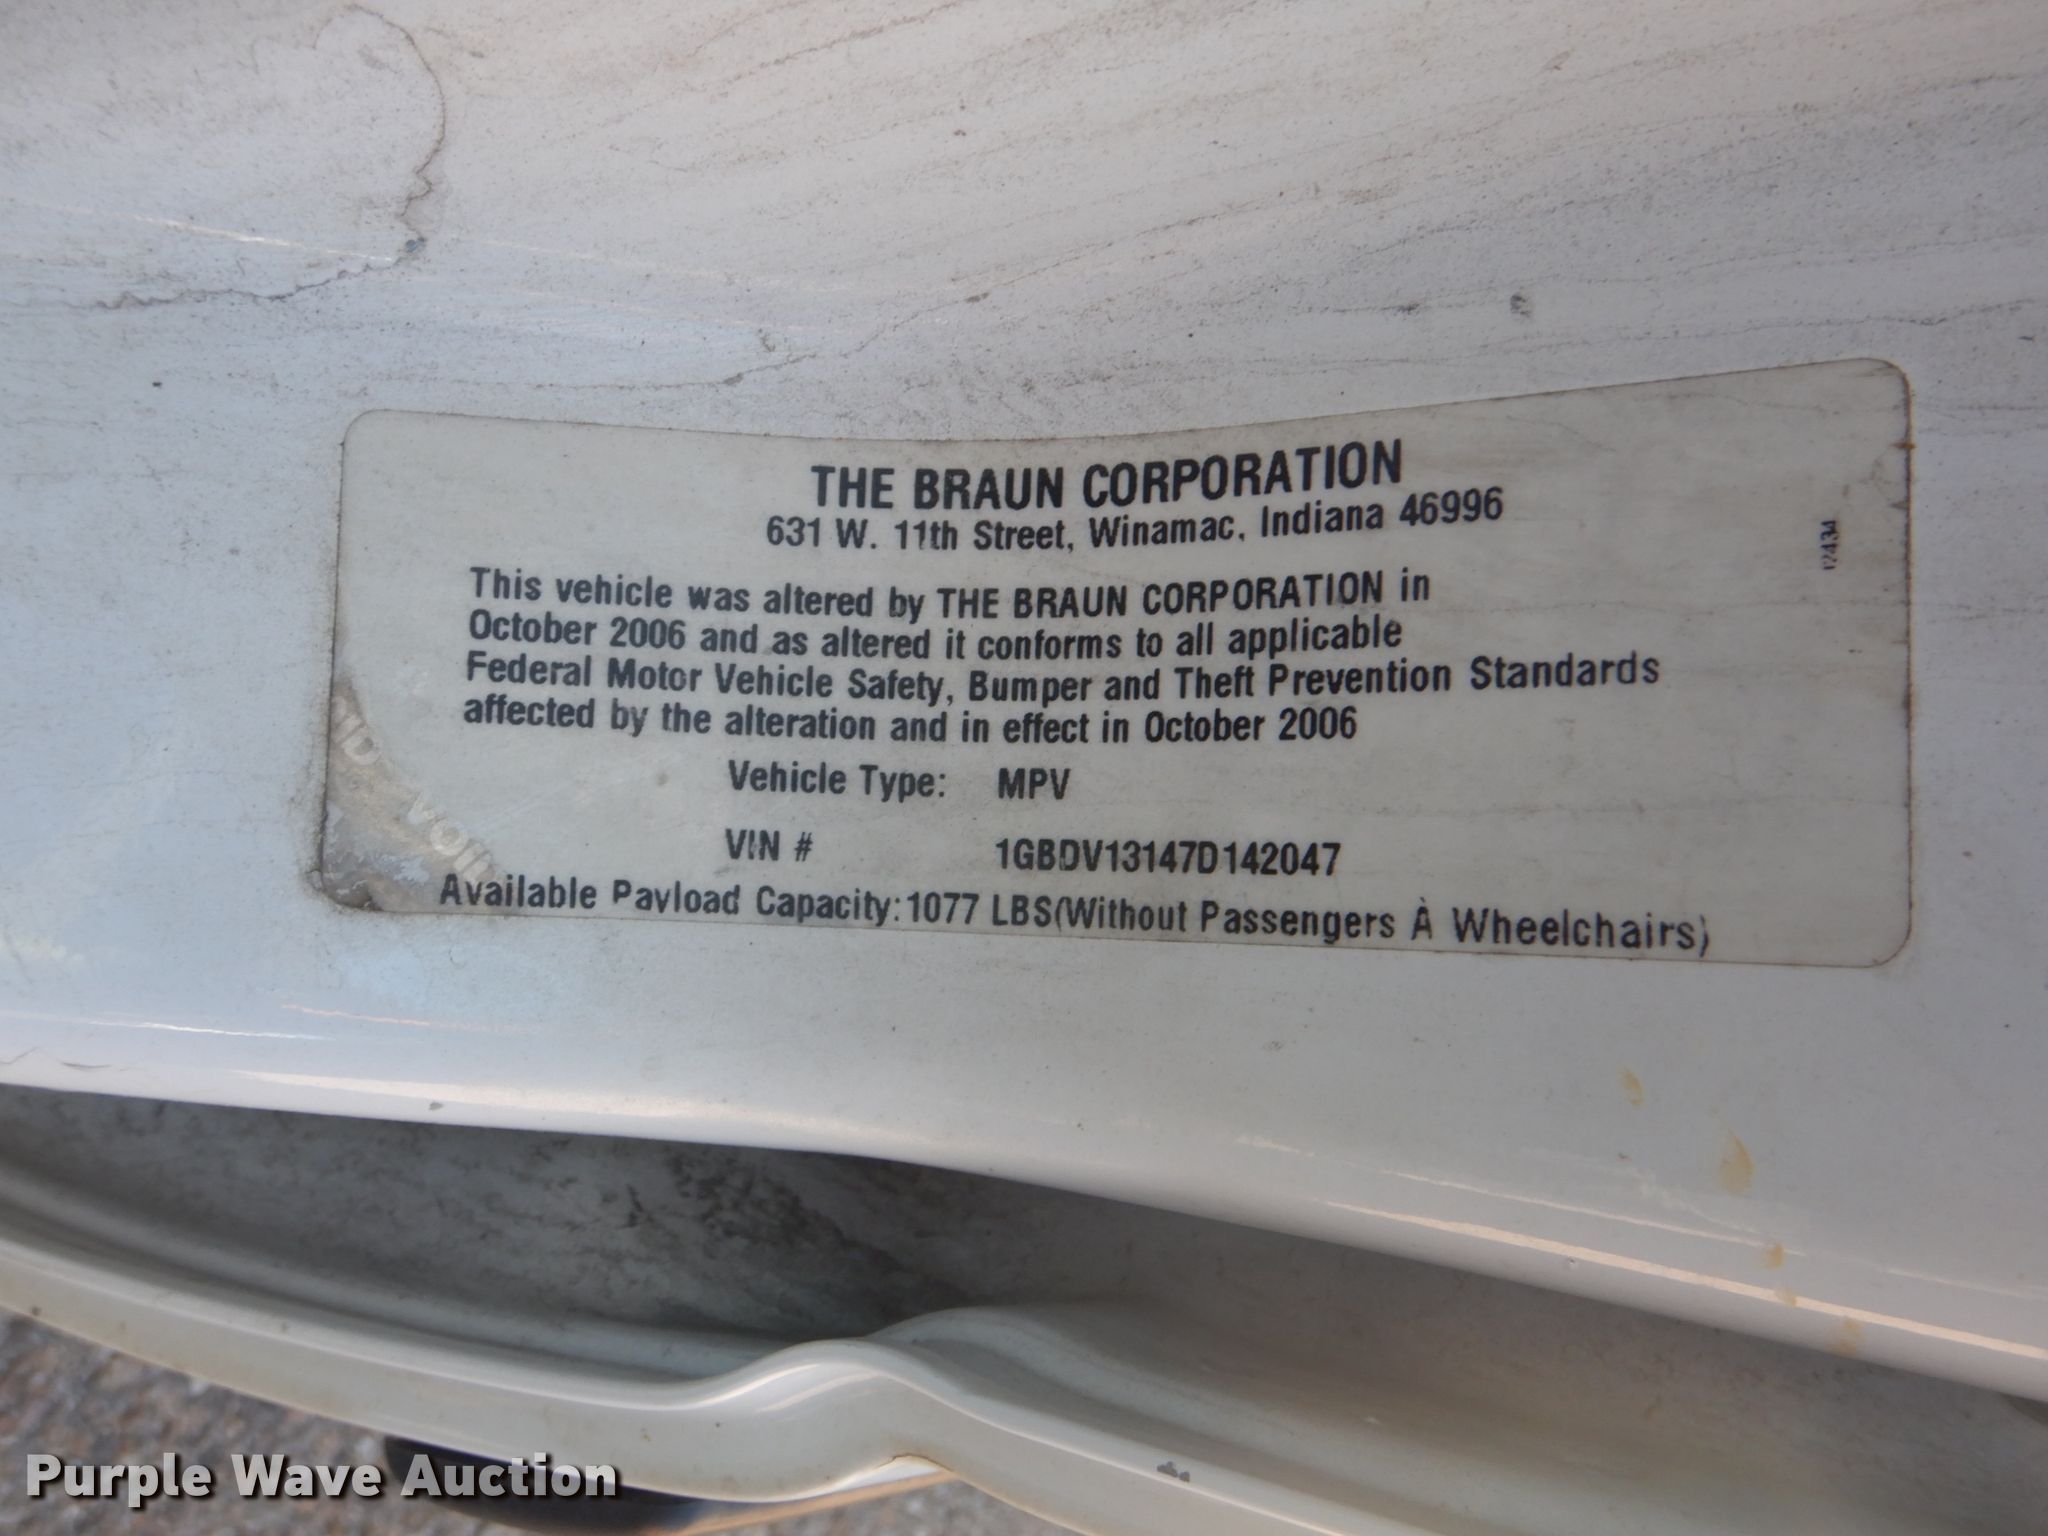 THE BRAUN CORPORATION
631 W. 11th Street, Winamac, Indiana 46996
12434
This vehicle was altered by THE BRAUN CORPORATION in
October 2006 and as altered it conforms to all applicable
Federal Motor Vehicle Safety, Bumper and Theft Prevention Standards
affected by the alteration and in effect in October 2006
Vehicle Type: MPV
VIN # 1GBDV13147D142047
Available Payload Capacity:1077 LBS(Without Passengers À Wheelchairs)
VOID
Purple Wave Auction